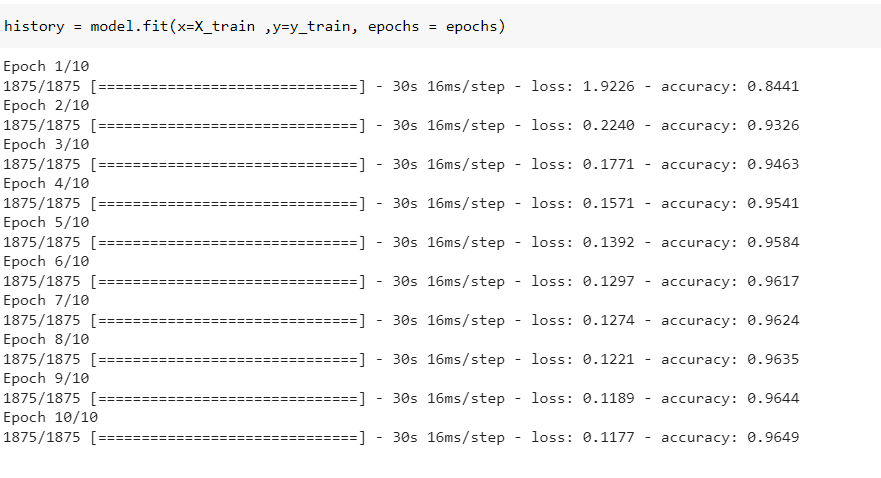 history = model.fit(x=X_train ,y=y_train, epochs = epochs)
Epoch 1/10
1875/1875 [==============================] - 30s 16ms/step - loss: 1.9226 - accuracy: 0.8441
Epoch 2/10
1875/1875 [==============================] - 30s 16ms/step - loss: 0.2240 - accuracy: 0.9326
Epoch 3/10
1875/1875 [==============================] - 30s 16ms/step - loss: 0.1771 - accuracy: 0.9463
Epoch 4/10
1875/1875 [==============================] - 30s 16ms/step - loss: 0.1571 - accuracy: 0.9541
Epoch 5/10
1875/1875 [==============================] - 30s 16ms/step - loss: 0.1392 - accuracy: 0.9584
Epoch 6/10
1875/1875 [==============================] - 30s 16ms/step - loss: 0.1297 - accuracy: 0.9617
Epoch 7/10
1875/1875 [==============================] - 30s 16ms/step - loss: 0.1274 - accuracy: 0.9624
Epoch 8/10
1875/1875 [==============================] - 30s 16ms/step - loss: 0.1221 - accuracy: 0.9635
Epoch 9/10
1875/1875 [==============================] - 30s 16ms/step - loss: 0.1189 - accuracy: 0.9644
Epoch 10/10
1875/1875 [==============================] - 30s 16ms/step - loss: 0.1177 - accuracy: 0.9649